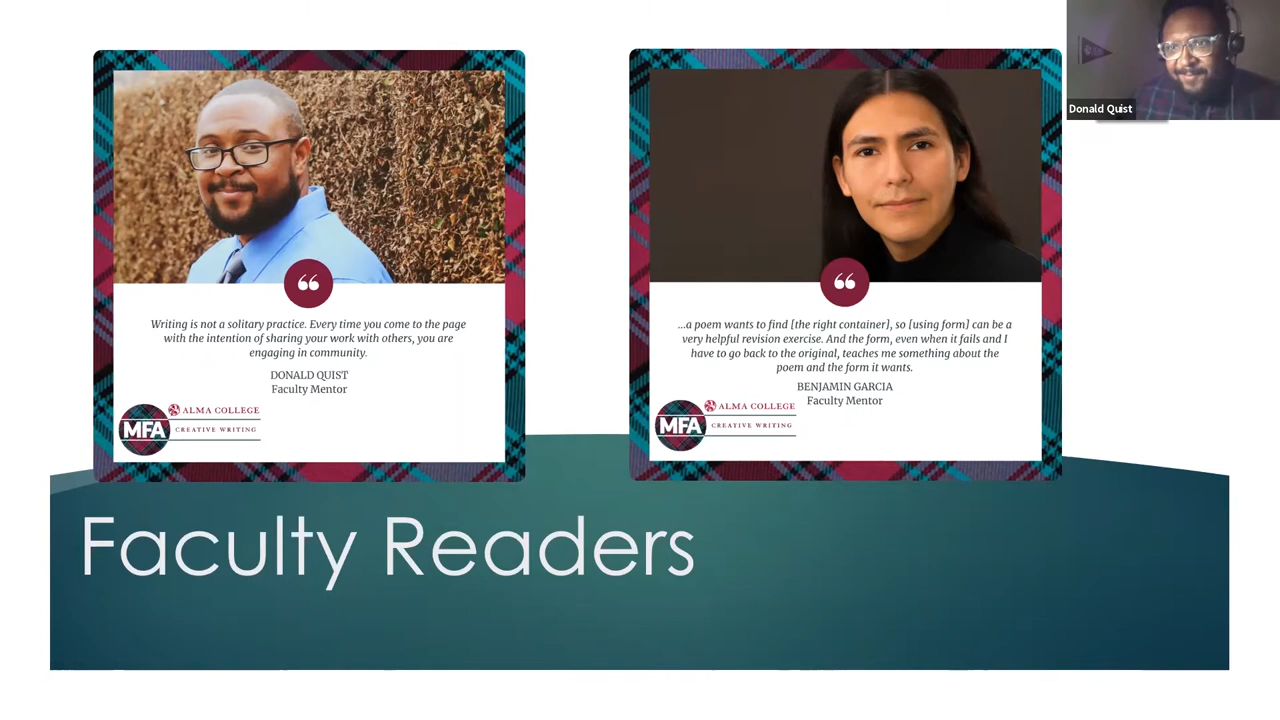 Donald Quist
Writing is not a solitary practice. Every time you come to the page
with the intention of sharing your work with others, you are
engaging in community.
DONALD QUIST
Faculty Mentor
MFA
ALMA COLLEGE
CREATIVE WRITING
...a poem wants to find [the right container], so [using form] can be a
very helpful revision exercise. And the form, even when it fails and I
have to go back to the original, teaches me something about the
poem and the form it wants.
BENJAMIN GARCIA
Faculty Mentor
MFA
ALMA COLLEGE
CREATIVE WRITING
Faculty Readers